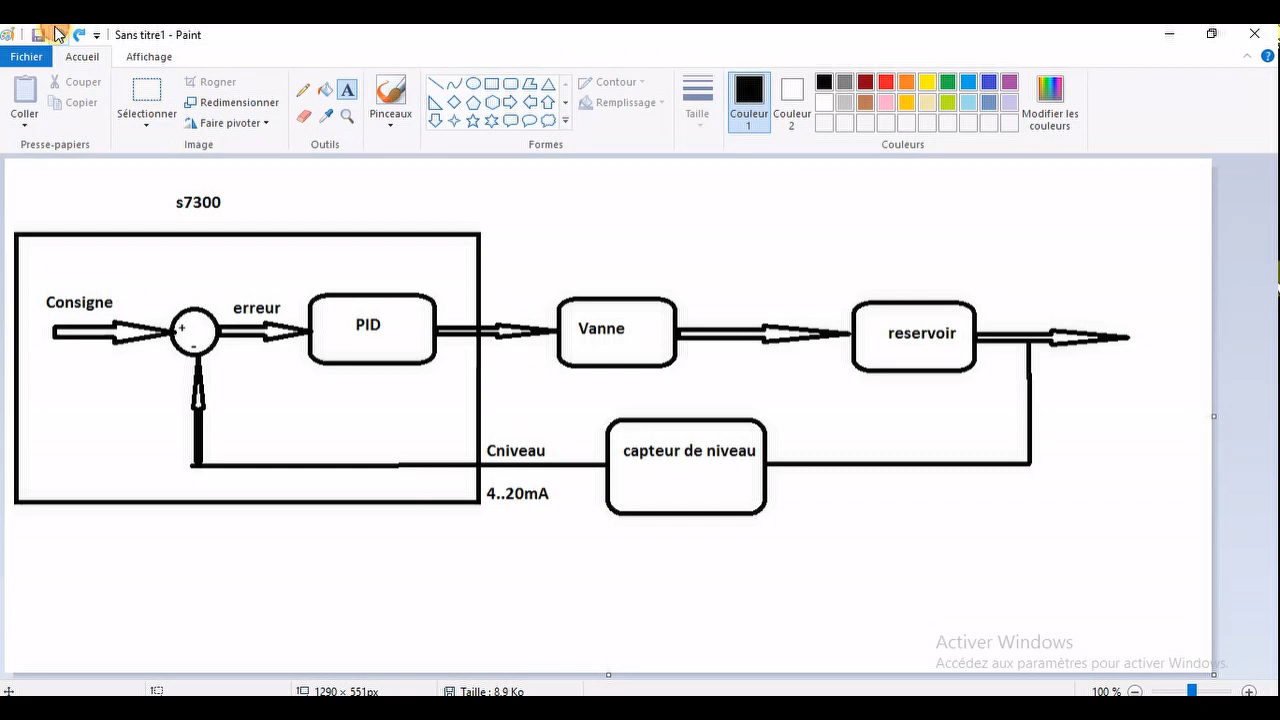 Sans titre1 - Paint
Fichier
Accueil
Affichage
Coller
Couper
Copier
Presse-papiers
Sélectionner
Rogner
Redimensionner
Faire pivoter
Image
A
Outils
Pinceaux
Contour
Remplissage
Formes
Taille
Couleur
1
Couleur
2
Modifier les
couleurs
Couleurs
s7300
Consigne
+
-
erreur
PID
Vanne
reservoir
Cniveau
4..20mA
capteur de niveau
Activer Windows
Accédez aux paramètres pour activer Windows.
1290 × 551px
Taille : 8,9 Ko
100 %